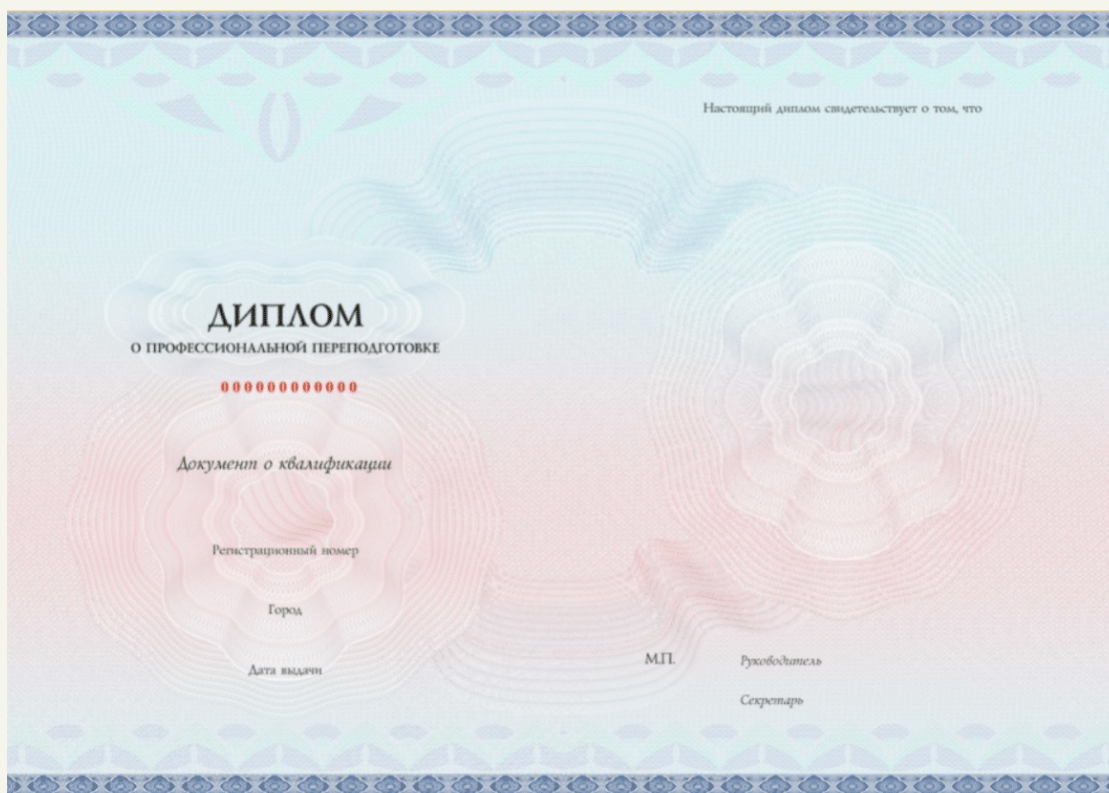 Настоящий диплом свидетельствует о том, что
ДИПЛОМ
О ПРОФЕССИОНАЛЬНОЙ ПЕРЕПОДГОТОВКЕ
000000000000
Документ о квалификации
Регистрационный номер
Город
Дата выдачи
М.П.
Руководитель
Секретарь